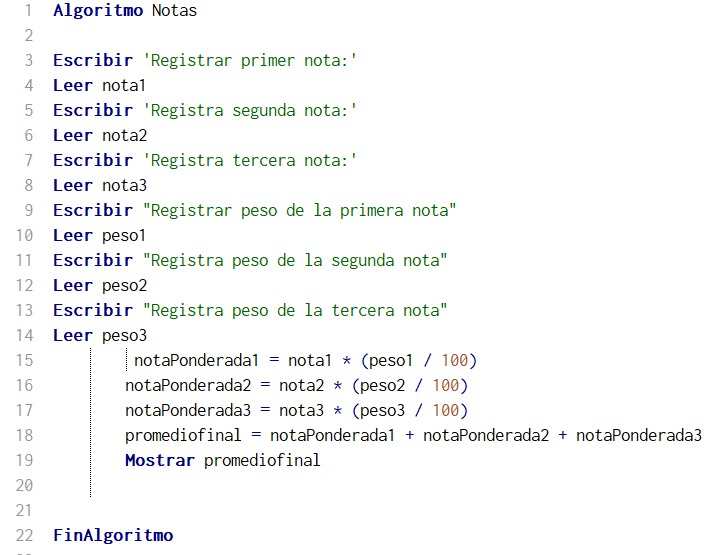 1 Algoritmo Notas
2
3 Escribir 'Registrar primer nota:'
4 Leer nota1
5 Escribir 'Registra segunda nota:'
6 Leer nota2
7 Escribir 'Registra tercera nota:'
8 Leer nota3
9 Escribir "Registrar peso de la primera nota"
10 Leer peso1
11 Escribir "Registra peso de la segunda nota"
12 Leer peso2
13 Escribir "Registra peso de la tercera nota"
14 Leer peso3
15 notaPonderada1 = nota1 * (peso1 / 100)
16 notaPonderada2 = nota2 * (peso2 / 100)
17 notaPonderada3 = nota3 * (peso3 / 100)
18 promediofinal = notaPonderada1 + notaPonderada2 + notaPonderada3
19 Mostrar promediofinal
20
21
22 FinAlgoritmo